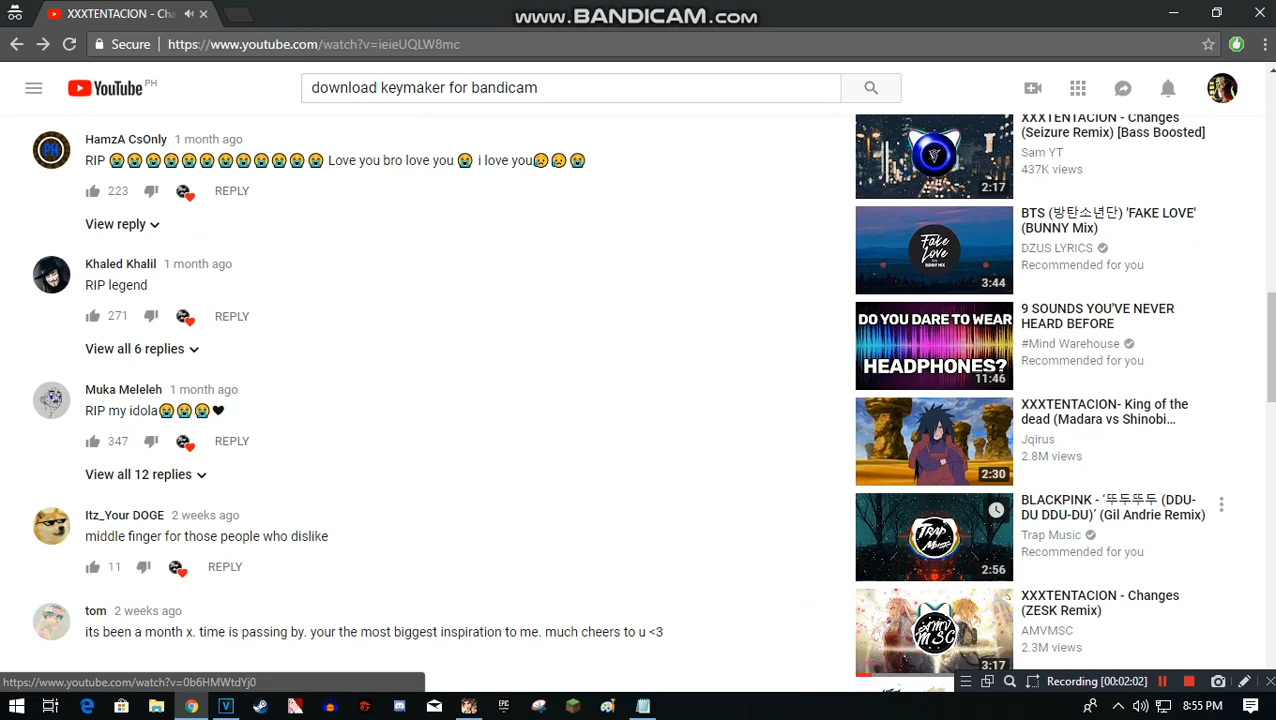 WWW.BANDICAM.COM
XXXTENTACION - Cha
Secure
https://www.youtube.com/watch?v=ieieUQLW8mc
YouTube PH
download keymaker for bandicam
HamzA CsOnly 1 month ago
RIP 😭😭😭😭😭😭😭😭😭😭😭😭 Love you bro love you 😭 i love you😥😥😭
223 REPLY
View reply
Khaled Khalil 1 month ago
RIP legend
271 REPLY
View all 6 replies
Muka Meleleh 1 month ago
RIP my idola😭😭😭🖤
347 REPLY
View all 12 replies
Itz_Your DOGE 2 weeks ago
middle finger for those people who dislike
11 REPLY
tom 2 weeks ago
its been a month x. time is passing by. your the most biggest inspiration to me. much cheers to u <3
XXXTENTACION - Changes
(Seizure Remix) [Bass Boosted]
Sam YT
437K views
2:17
BTS (방탄소년단) 'FAKE LOVE'
(BUNNY Mix)
DZUS LYRICS
Recommended for you
Fake
Love
BUNNY MIX
3:44
9 SOUNDS YOU'VE NEVER
HEARD BEFORE
#Mind Warehouse
Recommended for you
DO YOU DARE TO WEAR
HEADPHONES?
11:46
XXXTENTACION- King of the
dead (Madara vs Shinobi...
Jqirus
2.8M views
2:30
BLACKPINK - '뚜두뚜두 (DDU-
DU DDU-DU)' (Gil Andrie Remix)
Trap Music
Recommended for you
TRAP
MUSIC
2:56
XXXTENTACION - Changes
(ZESK Remix)
AMVMSC
2.3M views
AMV
MSC
3:17
https://www.youtube.com/watch?v=0b6HMWtdYj0
Recording [00:02:02]
8:55 PM